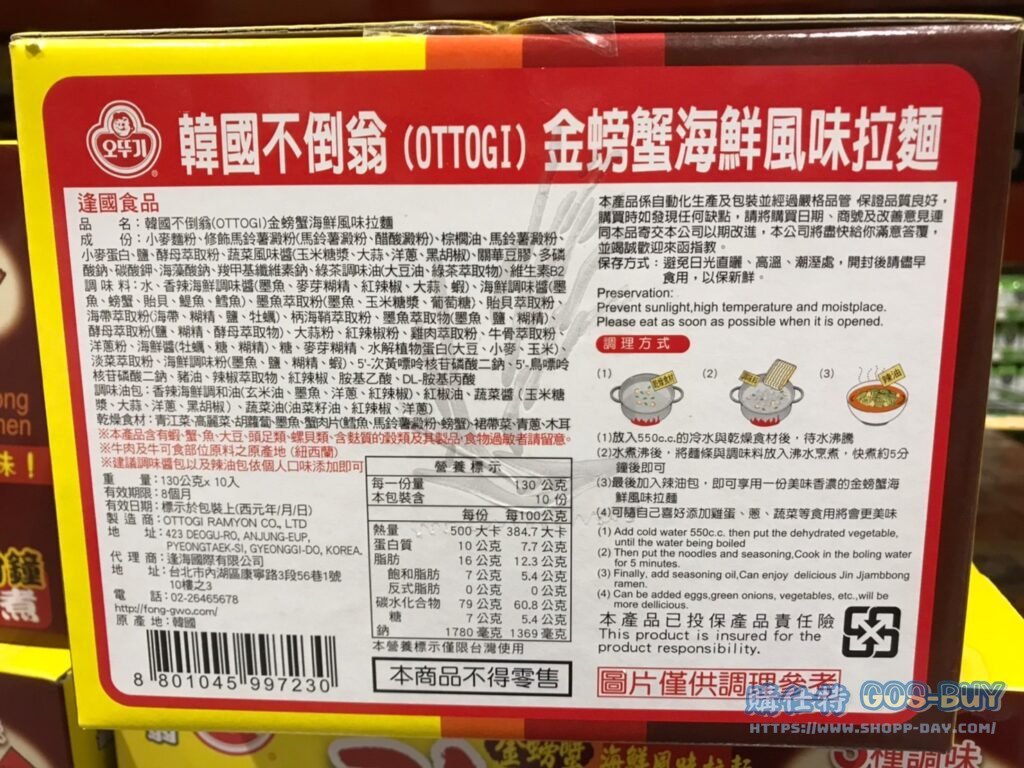 오뚜기
韓國不倒翁(OTTOGI)金螃蟹海鮮風味拉麵
逢國食品
品　名：韓國不倒翁(OTTOGI)金螃蟹海鮮風味拉麵
成　份：小麥麵粉、修飾馬鈴薯澱粉(馬鈴薯澱粉、醋酸澱粉)、棕櫚油、馬鈴薯澱粉、
小麥蛋白、鹽、酵母萃取粉、蔬菜風味醬(玉米糖漿、大蒜、洋蔥、黑胡椒)、關華豆膠、多磷
酸鈉、碳酸鉀、海藻酸鈉、羧甲基纖維素鈉、綠茶調味油(大豆油、綠茶萃取物)、維生素B2
調味料：水、香辣海鮮調味醬(墨魚、麥芽糊精、紅辣椒、大蒜、蝦)、海鮮調味醬(墨
魚、螃蟹、貽貝、鯷魚、鱈魚)、墨魚萃取粉(墨魚、玉米糖漿、葡萄糖)、貽貝萃取粉、
海帶萃取粉(海帶、糊精、鹽、牡蠣)、柄海鞘萃取粉、墨魚萃取物(墨魚、鹽、糊精)、
酵母萃取粉(鹽、糊精、酵母萃取物)、大蒜粉、紅辣椒粉、雞肉萃取粉、牛骨萃取粉、
洋蔥粉、海鮮醬(牡蠣、糖、糊精)、糖、麥芽糊精、水解植物蛋白(大豆、小麥、玉米)、
淡菜萃取粉、海鮮調味粉(墨魚、鹽、糊精、蝦)、5'-次黃嘌呤核苷磷酸二鈉、5'-鳥嘌呤
核苷磷酸二鈉、豬油、辣椒萃取物、紅辣椒、胺基乙酸、DL-胺基丙酸
調味油包：香辣海鮮調和油(玄米油、墨魚、洋蔥、紅辣椒)、紅椒油、蔬菜醬(玉米糖
漿、大蒜、洋蔥、黑胡椒)、蔬菜油(油菜籽油、紅辣椒、洋蔥)
乾燥食材：青江菜、高麗菜、胡蘿蔔、墨魚、蟹肉片(鱈魚、馬鈴薯澱粉、螃蟹)、裙帶菜、青蔥、木耳
※本產品含有蝦、蟹、魚、大豆、頭足類、螺貝類、含麩質的穀類及其製品,食物過敏者請留意。
※牛肉及牛可食部位原料之原產地(紐西蘭)
※建議調味醬包以及辣油包依個人口味添加即可
重　量：130公克x 10入
有效期限：8個月
有效日期：標示於包裝上(西元年/月/日)
製造商：OTTOGI RAMYON CO., LTD
地　址：423 DEOGU-RO, ANJUNG-EUP,
PYEONGTAEK-SI, GYEONGGI-DO, KOREA.
代理商：逢海國際有限公司
地　址：台北市內湖區康寧路3段56巷1號
10樓之3
電　話：02-26465678
http://fong-gwo.com/
原產地：韓國
8 801045 997230
營養標示
每一份量 130 公克
本包裝含 10 份
每份 每100公克
熱量 500 大卡 384.7 大卡
蛋白質 10 公克 7.7 公克
脂肪 16 公克 12.3 公克
飽和脂肪 7 公克 5.4 公克
反式脂肪 0 公克 0 公克
碳水化合物 79 公克 60.8 公克
糖 7 公克 5.4 公克
鈉 1780 毫克 1369 毫克
本營養標示僅限台灣使用
本商品不得零售
本產品係自動化生產及包裝並經過嚴格品管 保證品質良好，
購買時如發現任何缺點，請將購買日期、商號及改善意見連
同本品寄交本公司以期改進，本公司將盡快給你滿意答覆，
並竭誠歡迎來函指教。
保存方式：避免日光直曬、高溫、潮溼處，開封後請儘早
食用，以保新鮮。
Preservation:
Prevent sunlight,high temperature and moistplace.
Please eat as soon as possible when it is opened.
調理方式
(1) 乾燥食材 (2) 調味料 (3) 辣油
(1)放入550c.c.的冷水與乾燥食材後，待水沸騰
(2)水煮沸後，將麵條與調味料放入沸水烹煮，快煮約5分
鐘後即可
(3)最後加入辣油包，即可享用一份美味香濃的金螃蟹海
鮮風味拉麵
(4)可隨自己喜好添加雞蛋、蔥、蔬菜等食用將會更美味
(1) Add cold water 550c.c. then put the dehydrated vegetable,
until the water being boiled
(2) Then put the noodles and seasoning,Cook in the boling water
for 5 minutes.
(3) Finally, add seasoning oil,Can enjoy delicious Jin Jjambbong
ramen.
(4) Can be added eggs,green onions, vegetables, etc.,will be
more dellicious.
本產品已投保產品責任險
This product is insured for the
product responsibility.
圖片僅供調理參考
購仕特 GOS-BUY
HTTPS://WWW.SHOPP-DAY.COM/
ong
men
味！
鐘
煮
金螃蟹 海鮮風味拉麵
3種調味